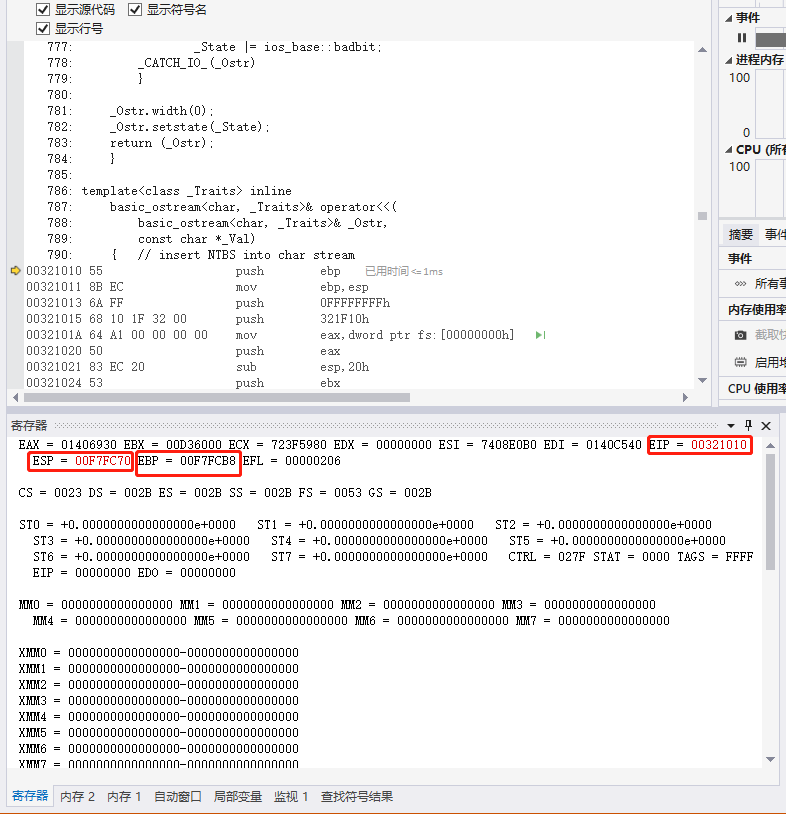 显示源代码 显示符号名
显示行号
777: _State |= ios_base::badbit;
778: _CATCH_IO_(_Ostr)
779: }
780:
781: _Ostr.width(0);
782: _Ostr.setstate(_State);
783: return (_Ostr);
784: }
785:
786: template<class _Traits> inline
787: basic_ostream<char, _Traits>& operator<<(
788: basic_ostream<char, _Traits>& _Ostr,
789: const char *_Val)
790: { // insert NTBS into char stream
00321010 55 push ebp 已用时间<=1ms
00321011 8B EC mov ebp,esp
00321013 6A FF push 0FFFFFFFFh
00321015 68 10 1F 32 00 push 321F10h
0032101A 64 A1 00 00 00 00 mov eax,dword ptr fs:[00000000h]
00321020 50 push eax
00321021 83 EC 20 sub esp,20h
00321024 53 push ebx
事件
进程内存
100
0
CPU (所有
100
摘要 事件
事件
所有事
内存使用率
截取快
启用堆
CPU 使用率
寄存器
EAX = 01406930 EBX = 00D36000 ECX = 723F5980 EDX = 00000000 ESI = 7408E0B0 EDI = 0140C540 EIP = 00321010
ESP = 00F7FC70 EBP = 00F7FCB8 EFL = 00000206
CS = 0023 DS = 002B ES = 002B SS = 002B FS = 0053 GS = 002B
ST0 = +0.0000000000000000e+0000 ST1 = +0.0000000000000000e+0000 ST2 = +0.0000000000000000e+0000
ST3 = +0.0000000000000000e+0000 ST4 = +0.0000000000000000e+0000 ST5 = +0.0000000000000000e+0000
ST6 = +0.0000000000000000e+0000 ST7 = +0.0000000000000000e+0000 CTRL = 027F STAT = 0000 TAGS = FFFF
EIP = 00000000 EDO = 00000000
MM0 = 0000000000000000 MM1 = 0000000000000000 MM2 = 0000000000000000 MM3 = 0000000000000000
MM4 = 0000000000000000 MM5 = 0000000000000000 MM6 = 0000000000000000 MM7 = 0000000000000000
XMM0 = 0000000000000000-0000000000000000
XMM1 = 0000000000000000-0000000000000000
XMM2 = 0000000000000000-0000000000000000
XMM3 = 0000000000000000-0000000000000000
XMM4 = 0000000000000000-0000000000000000
XMM5 = 0000000000000000-0000000000000000
XMM6 = 0000000000000000-0000000000000000
XMM7 = 0000000000000000-0000000000000000
寄存器 内存 2 内存 1 自动窗口 局部变量 监视 1 查找符号结果